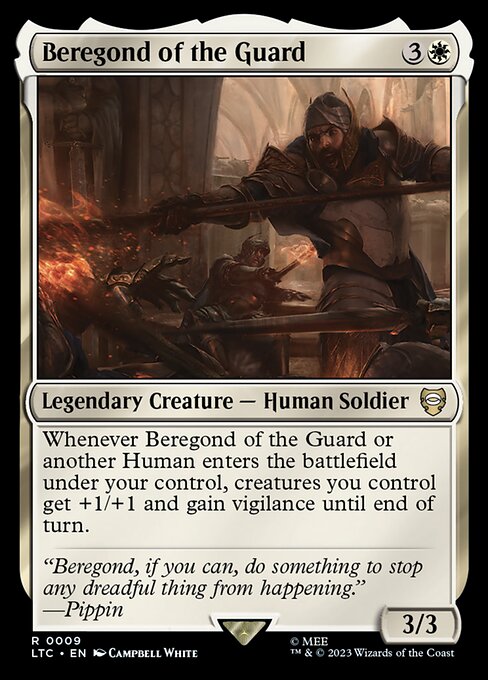 Beregond of the Guard 3
Legendary Creature — Human Soldier
Whenever Beregond of the Guard or
another Human enters the battlefield
under your control, creatures you control
get +1/+1 and gain vigilance until end of
turn.
“Beregond, if you can, do something to stop
any dreadful thing from happening.”
—Pippin
3/3
R 0009
LTC • EN CAMPBELL WHITE
© MEE
™ & © 2023 Wizards of the Coast